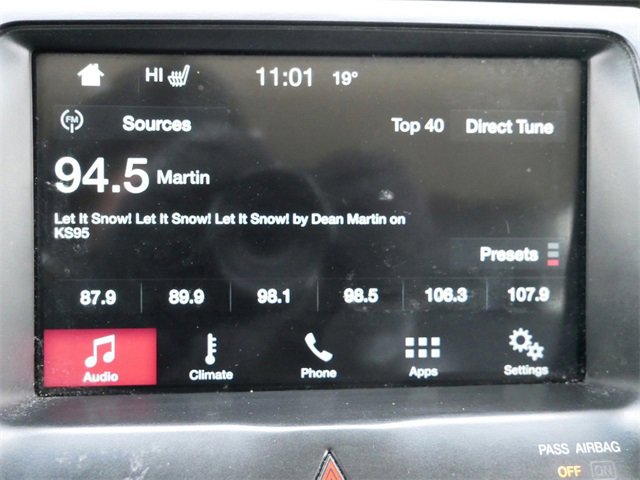 HI 11:01 19°
FM Sources Top 40 Direct Tune
94.5 Martin
Let It Snow! Let It Snow! Let It Snow! by Dean Martin on
KS95
Presets
87.9 89.9 98.1 98.5 106.3 107.9
Audio Climate Phone Apps Settings
PASS AIRBAG
OFF ON